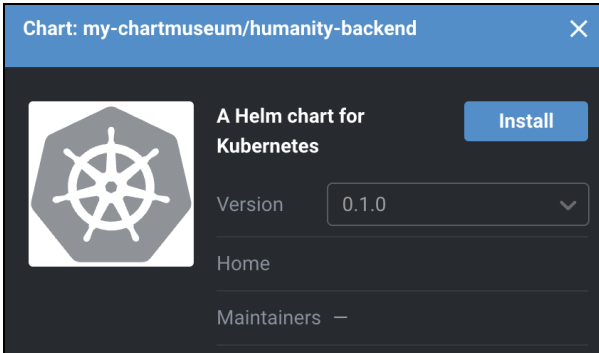 Chart: my-chartmuseum/humanity-backend
A Helm chart for
Kubernetes
Install
Version
0.1.0
Home
Maintainers —